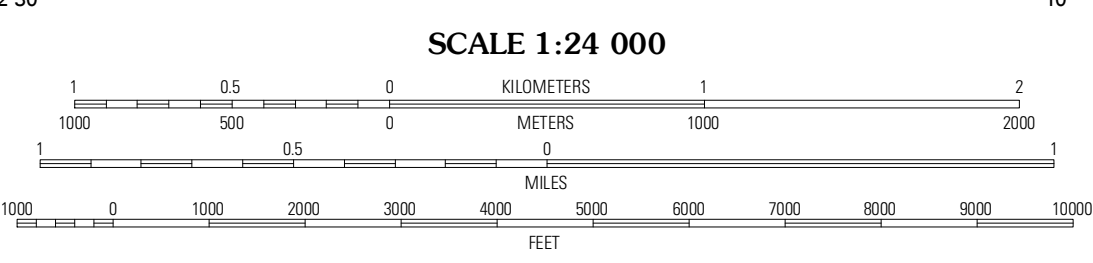 SCALE 1:24 000
1 0.5 0 KILOMETERS 1 2
1000 500 0 METERS 1000 2000
1 0.5 0 1
MILES
1000 0 1000 2000 3000 4000 5000 6000 7000 8000 9000 10000
FEET